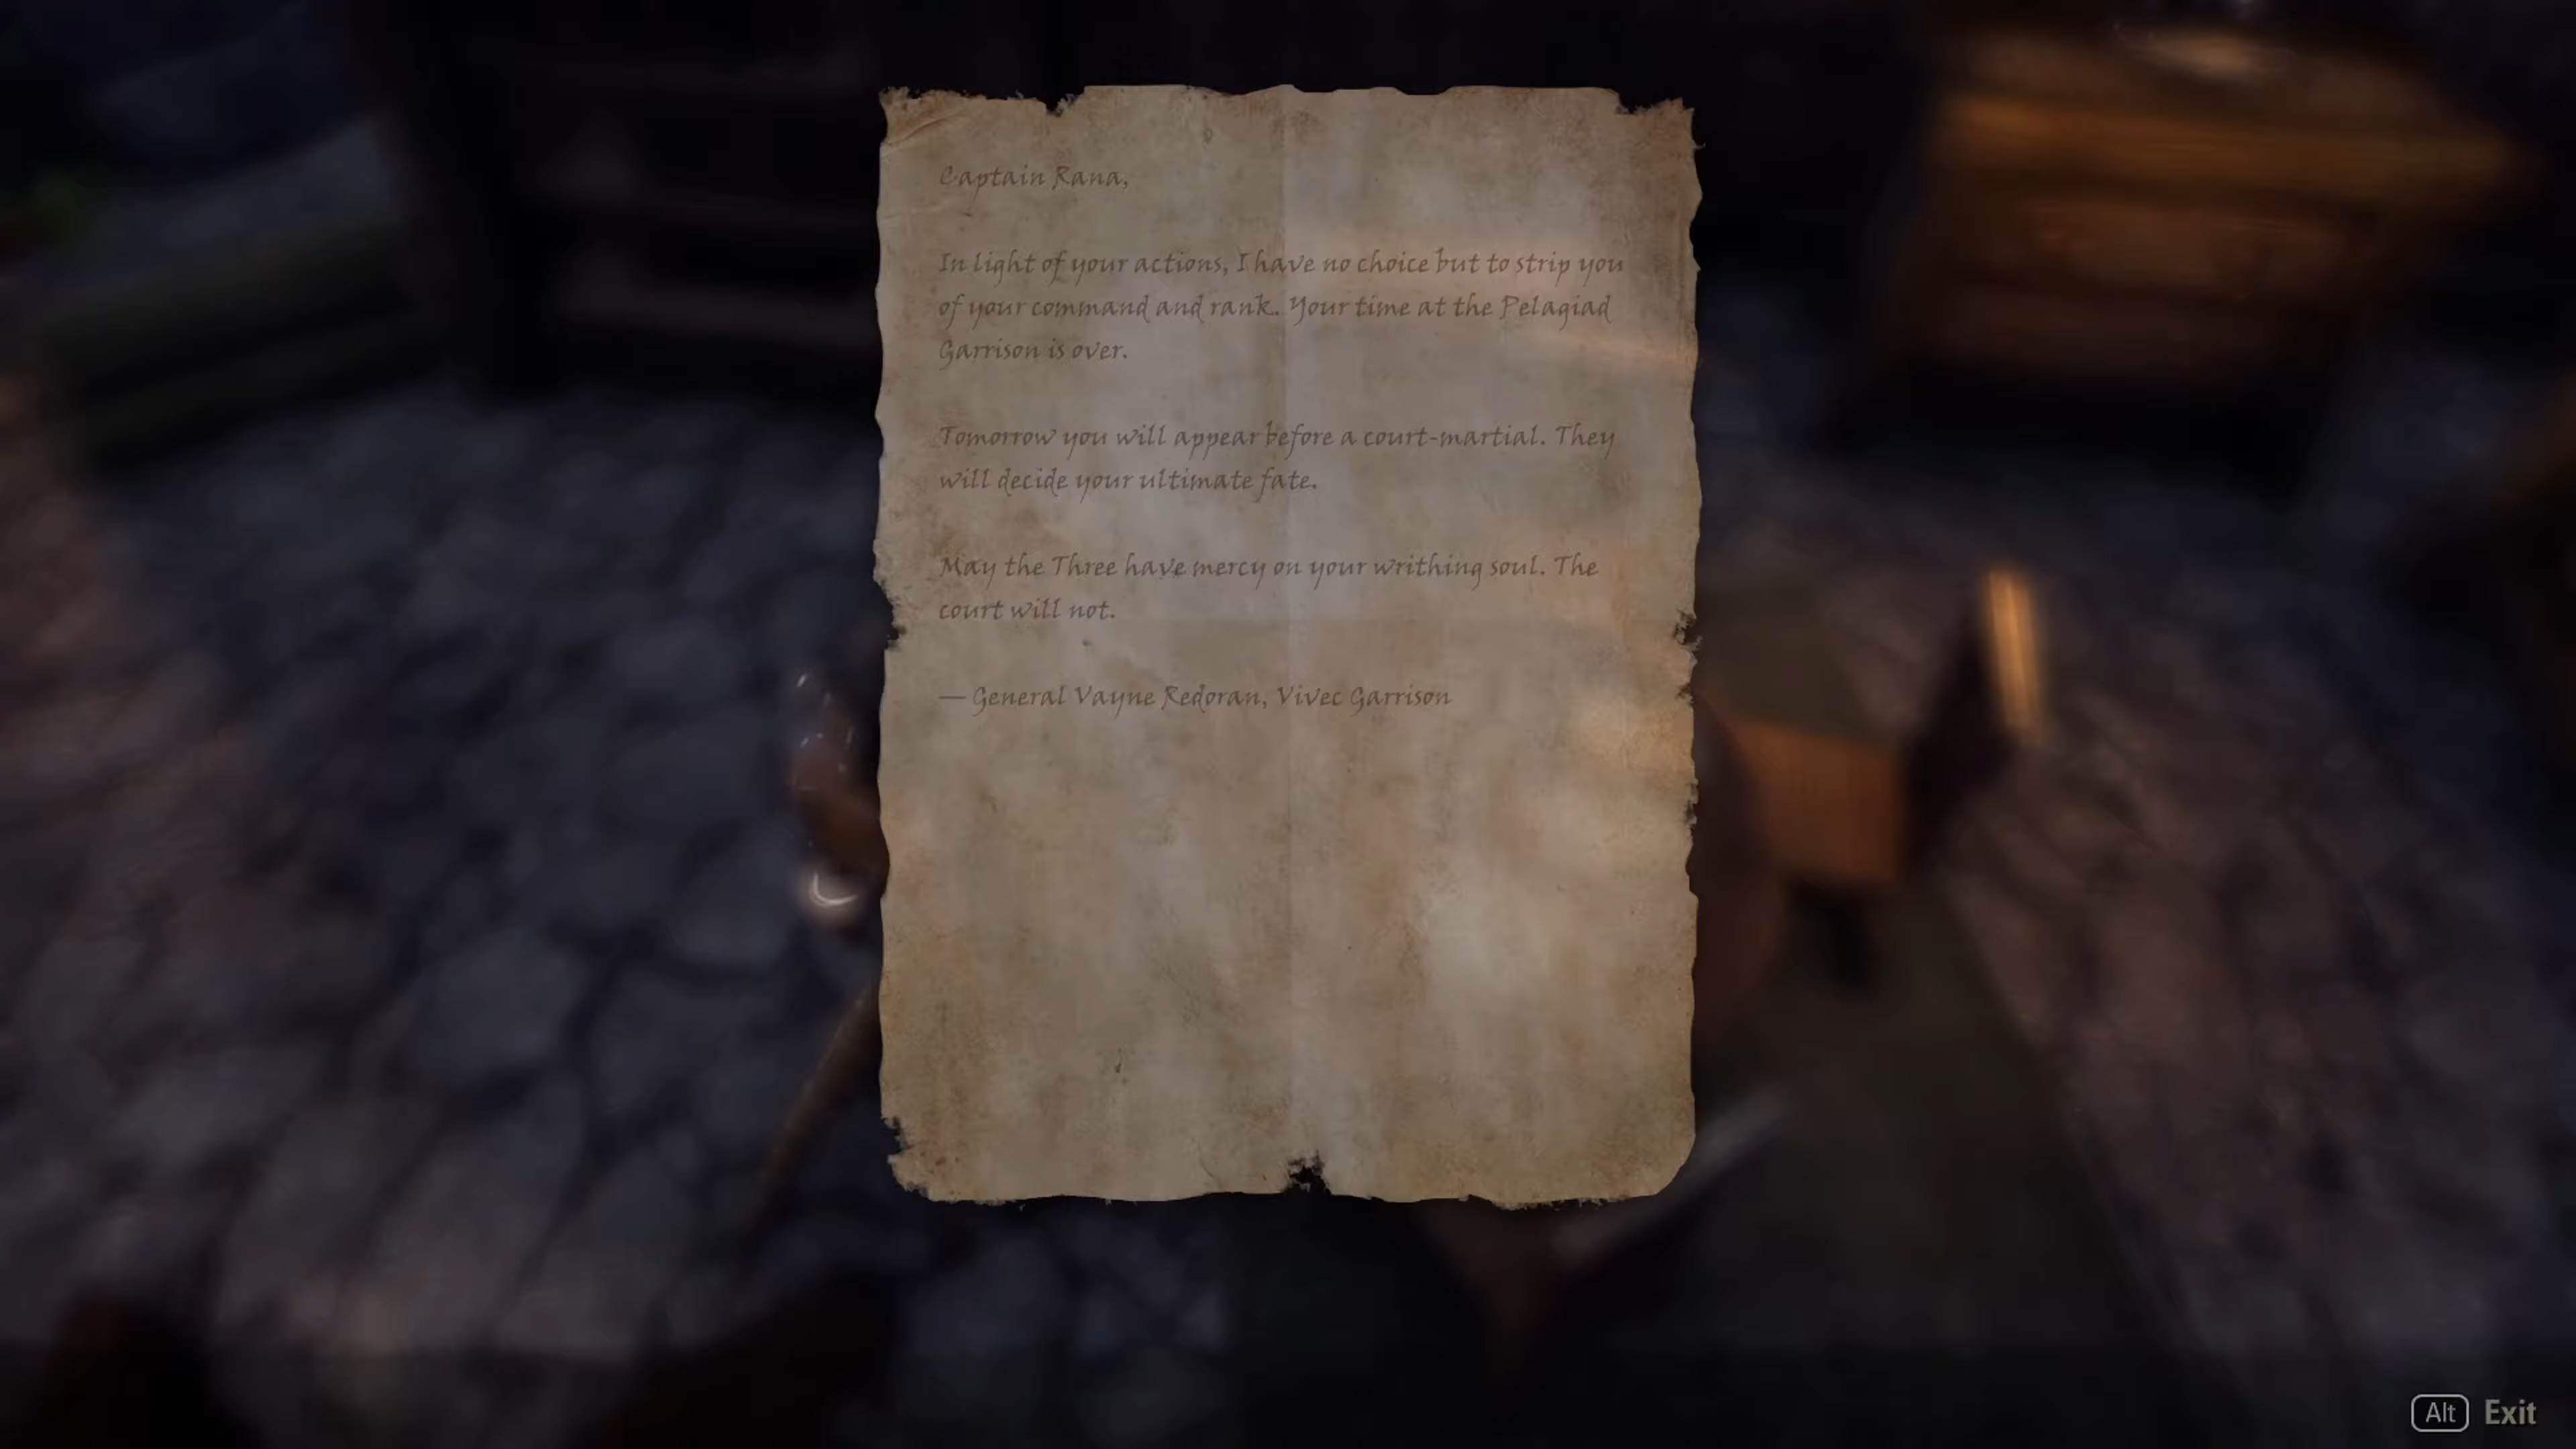 Captain Rana,
In light of your actions, I have no choice but to strip you
of your command and rank. Your time at the Pelagiad
Garrison is over.
Tomorrow you will appear before a court-martial. They
will decide your ultimate fate.
May the Three have mercy on your writhing soul. The
court will not.
— General Vayne Redoran, Vivec Garrison
Alt Exit